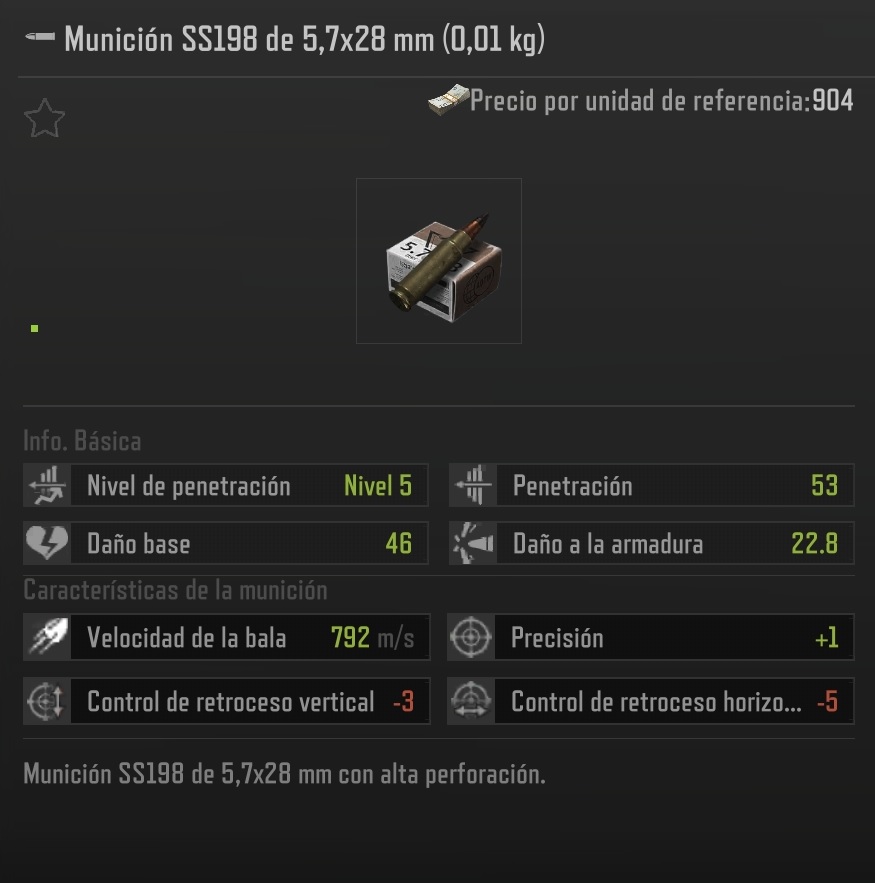 Munición SS198 de 5,7x28 mm (0,01 kg)
Precio por unidad de referencia:904
5.7
Info. Básica
Nivel de penetración Nivel 5
Penetración 53
Daño base 46
Daño a la armadura 22.8
Características de la munición
Velocidad de la bala 792 m/s
Precisión +1
Control de retroceso vertical -3
Control de retroceso horizo... -5
Munición SS198 de 5,7x28 mm con alta perforación.